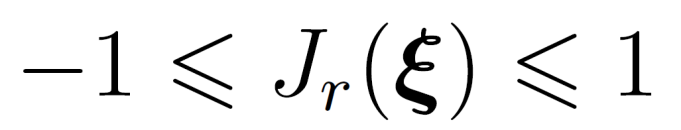 −1 ⩽ J_r(𝝃) ⩽ 1